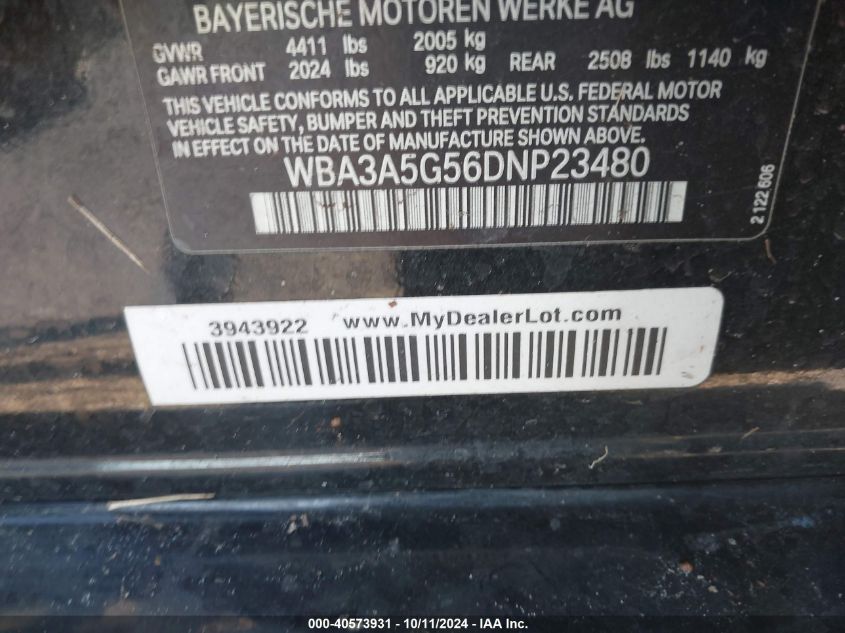 BAYERISCHE MOTOREN WERKE AG
GVWR 4411 lbs 2005 kg
GAWR FRONT 2024 lbs 920 kg REAR 2508 lbs 1140 kg
THIS VEHICLE CONFORMS TO ALL APPLICABLE U.S. FEDERAL MOTOR
VEHICLE SAFETY, BUMPER AND THEFT PREVENTION STANDARDS
IN EFFECT ON THE DATE OF MANUFACTURE SHOWN ABOVE.
WBA3A5G56DNP23480
2 122 606
3943922 www.MyDealerLot.com
000-40573931 - 10/11/2024 - IAA Inc.